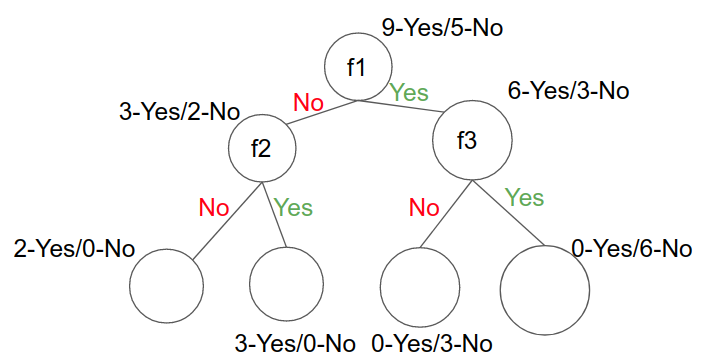 9-Yes/5-No
f1
No
Yes
3-Yes/2-No
6-Yes/3-No
f2
f3
No
Yes
No
Yes
2-Yes/0-No
0-Yes/6-No
3-Yes/0-No
0-Yes/3-No